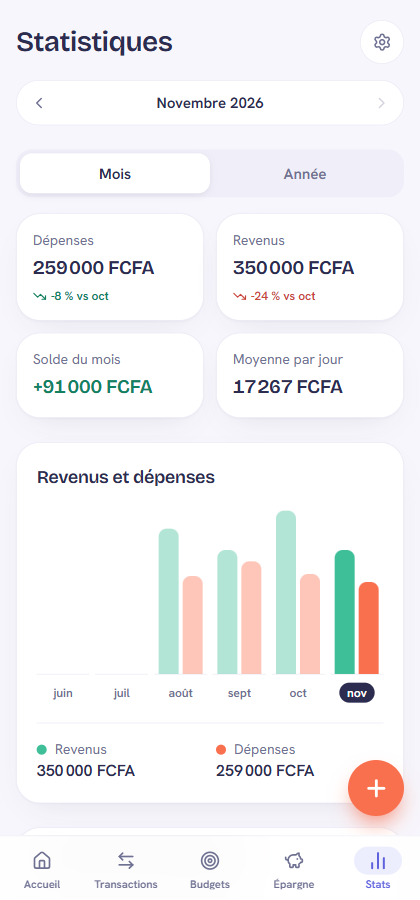 Statistiques
Novembre 2026
Mois Année
Dépenses Revenus
259 000 FCFA 350 000 FCFA
-8 % vs oct -24 % vs oct
Solde du mois Moyenne par jour
+91 000 FCFA 17 267 FCFA
Revenus et dépenses
juin juil août sept oct nov
Revenus Dépenses
350 000 FCFA 259 000 FCFA
Accueil Transactions Budgets Épargne Stats